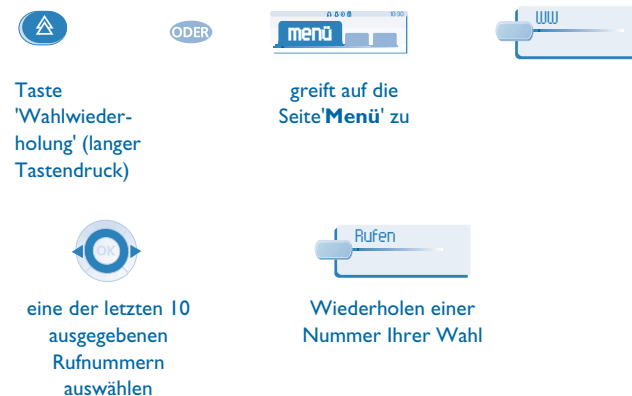 ODER
10:90
menü
WW
Taste
'Wahlwieder-
holung' (langer
Tastendruck)
greift auf die
Seite'Menü' zu
OK
Rufen
eine der letzten 10
ausgegebenen
Rufnummern
auswählen
Wiederholen einer
Nummer Ihrer Wahl